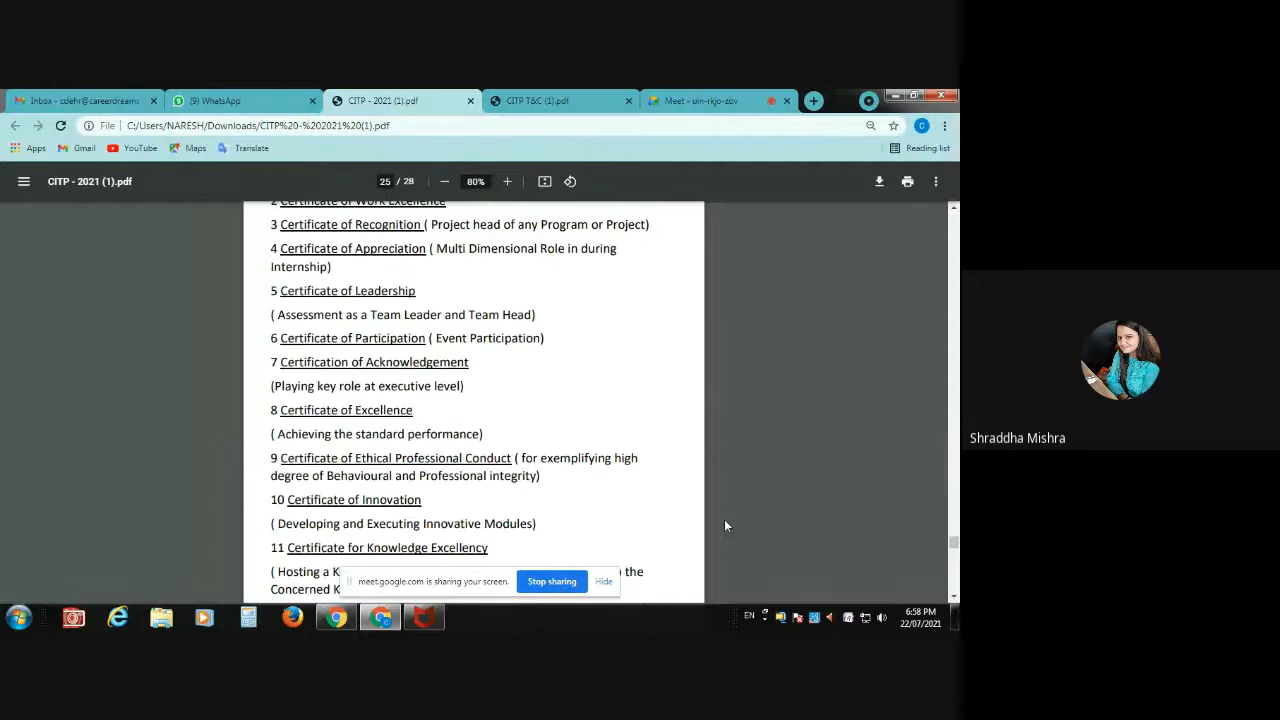 Inbox - cdehr@careerdreams
(9) WhatsApp
CITP - 2021 (1).pdf
CITP T&C (1).pdf
Meet - uin-rkjo-zov
File
C:/Users/NARESH/Downloads/CITP%20-%202021%20(1).pdf
C
Apps
Gmail
YouTube
Maps
Translate
Reading list
CITP - 2021 (1).pdf
25 / 28
80%
2 Certificate of Work Excellence
3 Certificate of Recognition ( Project head of any Program or Project)
4 Certificate of Appreciation ( Multi Dimensional Role in during
Internship)
5 Certificate of Leadership
( Assessment as a Team Leader and Team Head)
6 Certificate of Participation ( Event Participation)
7 Certification of Acknowledgement
(Playing key role at executive level)
8 Certificate of Excellence
( Achieving the standard performance)
9 Certificate of Ethical Professional Conduct ( for exemplifying high
degree of Behavioural and Professional integrity)
10 Certificate of Innovation
( Developing and Executing Innovative Modules)
11 Certificate for Knowledge Excellency
( Hosting a K the
Concerned K
meet.google.com is sharing your screen.
Stop sharing
Hide
EN
6:58 PM
22/07/2021
Shraddha Mishra